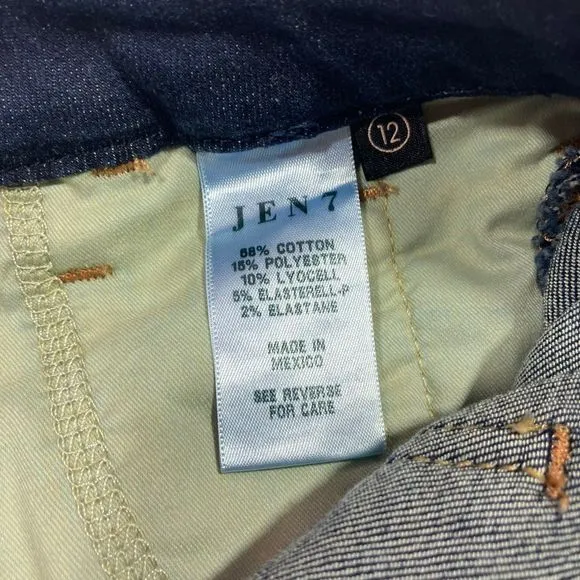 12
JEN7
68% COTTON
15% POLYESTER
10% LYOCELL
5% ELASTERELL-P
2% ELASTANE
MADE IN
MEXICO
SEE REVERSE
FOR CARE